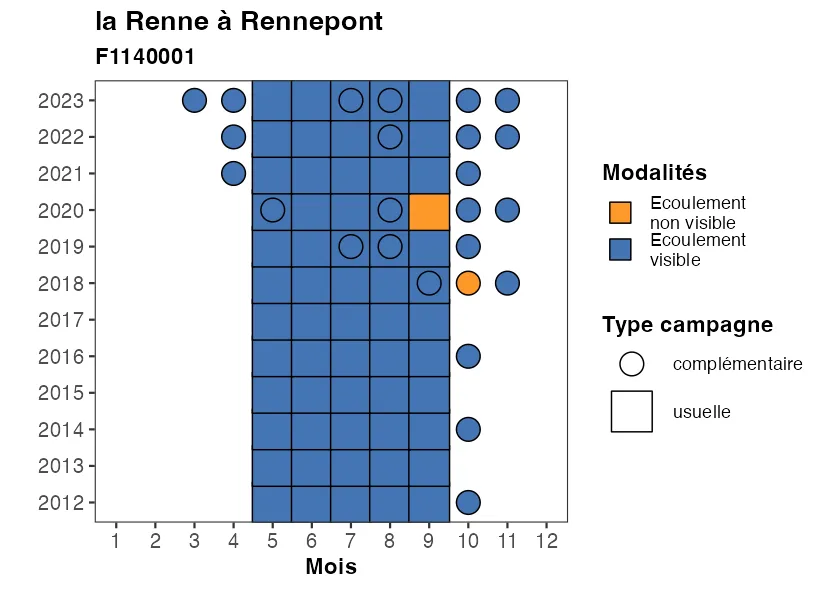 la Renne à Rennepont
F1140001
2023
2022
2021
2020
2019
2018
2017
2016
2015
2014
2013
2012
1 2 3 4 5 6 7 8 9 10 11 12
Mois
Modalités
Ecoulement
non visible
Ecoulement
visible
Type campagne
complémentaire
usuelle